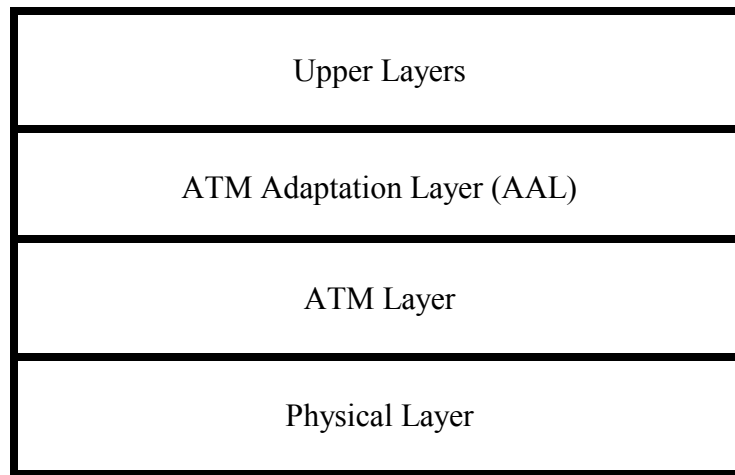 Upper Layers
ATM Adaptation Layer (AAL)
ATM Layer
Physical Layer